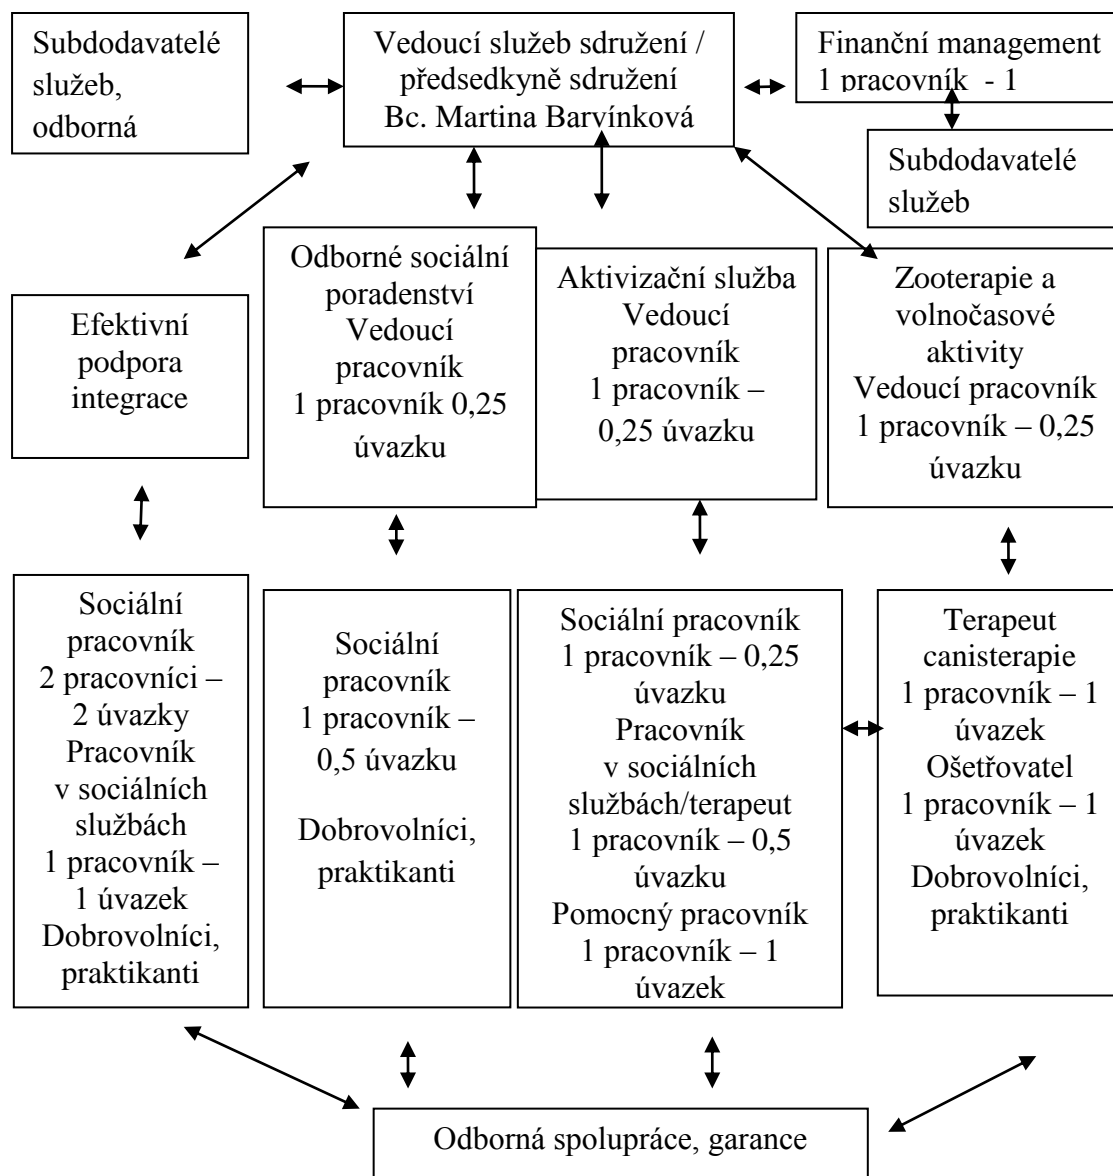 Subdodavatelé
služeb,
odborná
Vedoucí služeb sdružení /
předsedkyně sdružení
Bc. Martina Barvínková
Finanční management
1 pracovník - 1
Subdodavatelé
služeb
Efektivní
podpora
integrace
Odborné sociální
poradenství
Vedoucí
pracovník
1 pracovník 0,25
úvazku
Aktivizační služba
Vedoucí
pracovník
1 pracovník –
0,25 úvazku
Zooterapie a
volnočasové
aktivity
Vedoucí pracovník
1 pracovník – 0,25
úvazku
Sociální
pracovník
2 pracovníci –
2 úvazky
Pracovník
v sociálních
službách
1 pracovník –
1 úvazek
Dobrovolníci,
praktikanti
Sociální
pracovník
1 pracovník –
0,5 úvazku
Dobrovolníci,
praktikanti
Sociální pracovník
1 pracovník – 0,25
úvazku
Pracovník
v sociálních
službách/terapeut
1 pracovník – 0,5
úvazku
Pomocný pracovník
1 pracovník – 1
úvazek
Terapeut
canisterapie
1 pracovník – 1
úvazek
Ošetřovatel
1 pracovník – 1
úvazek
Dobrovolníci,
praktikanti
Odborná spolupráce, garance